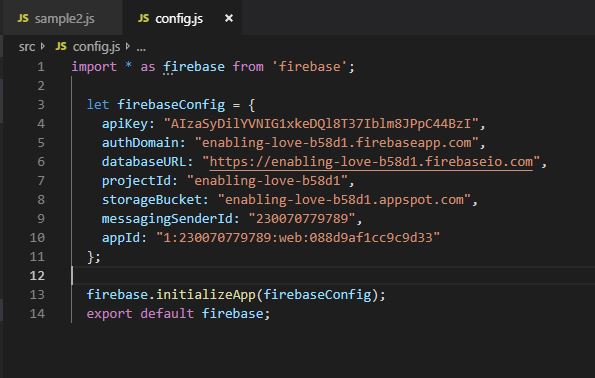 JS sample2.js JS config.js ×
src > JS config.js > ...
1 import * as firebase from 'firebase';
2
3 let firebaseConfig = {
4 apiKey: "AIzaSyDilYVNIG1xkeDQl8T37Iblm8JPpC44BzI",
5 authDomain: "enabling-love-b58d1.firebaseapp.com",
6 databaseURL: "https://enabling-love-b58d1.firebaseio.com",
7 projectId: "enabling-love-b58d1",
8 storageBucket: "enabling-love-b58d1.appspot.com",
9 messagingSenderId: "230070779789",
10 appId: "1:230070779789:web:088d9af1cc9c9d33"
11 };
12
13 firebase.initializeApp(firebaseConfig);
14 export default firebase;